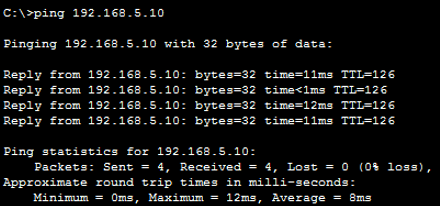 C:\>ping 192.168.5.10
Pinging 192.168.5.10 with 32 bytes of data:
Reply from 192.168.5.10: bytes=32 time=11ms TTL=126
Reply from 192.168.5.10: bytes=32 time<1ms TTL=126
Reply from 192.168.5.10: bytes=32 time=12ms TTL=126
Reply from 192.168.5.10: bytes=32 time=11ms TTL=126
Ping statistics for 192.168.5.10:
    Packets: Sent = 4, Received = 4, Lost = 0 (0% loss),
Approximate round trip times in milli-seconds:
    Minimum = 0ms, Maximum = 12ms, Average = 8ms